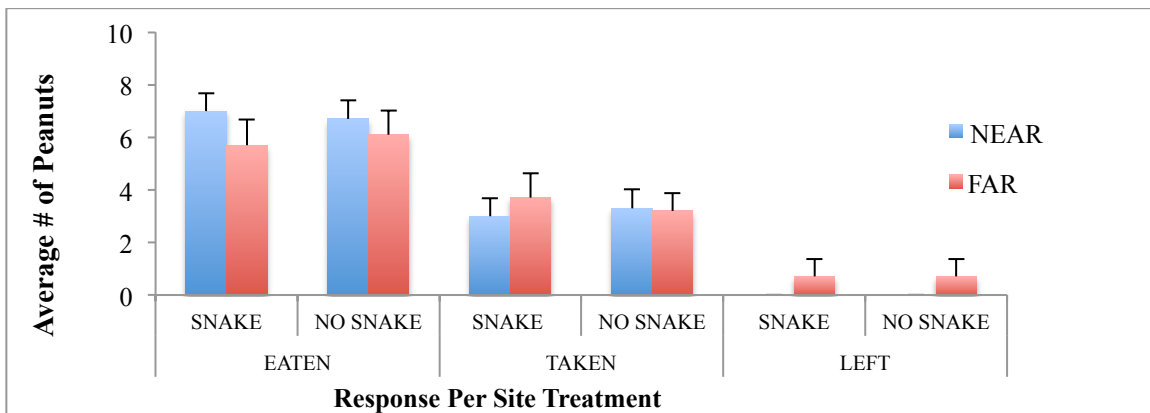 Average # of Peanuts
10
8
6
4
2
0
NEAR
FAR
SNAKE NO SNAKE SNAKE NO SNAKE SNAKE NO SNAKE
EATEN TAKEN LEFT
Response Per Site Treatment